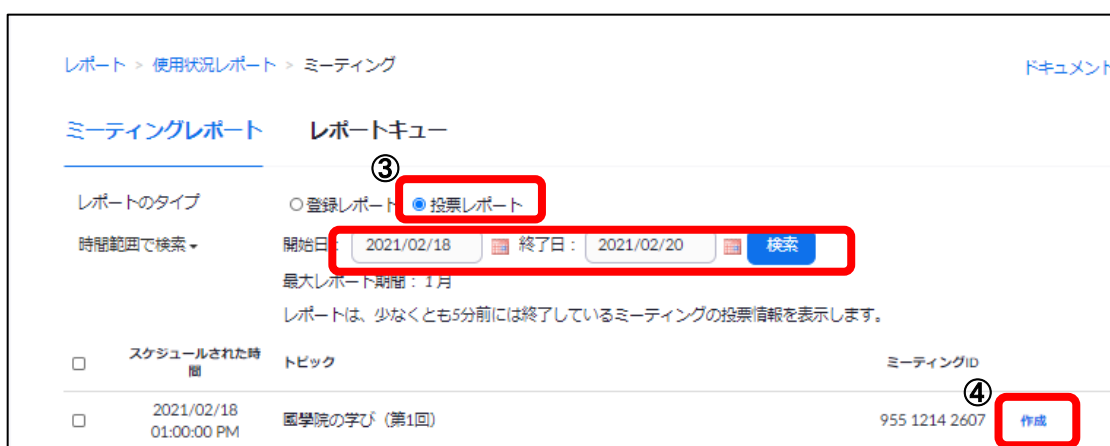 レポート > 使用状況レポート > ミーティング
ドキュメント
ミーティングレポート レポートキュー
③
レポートのタイプ 登録レポート 投票レポート
時間範囲で検索 開始日: 2021/02/18 終了日: 2021/02/20 検索
最大レポート期間: 1月
レポートは、少なくとも5分前には終了しているミーティングの投票情報を表示します。
スケジュールされた時間 トピック ミーティングID
④
2021/02/18 01:00:00 PM 國學院の学び (第1回) 955 1214 2607 作成